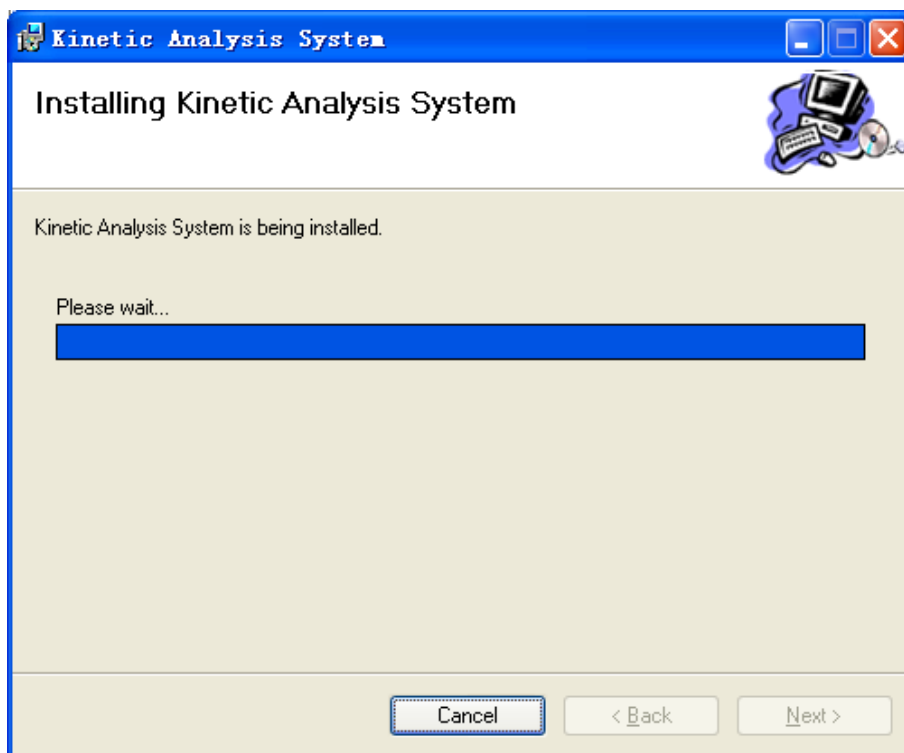 Kinetic Analysis System
Installing Kinetic Analysis System
Kinetic Analysis System is being installed.
Please wait...
Cancel
< Back
Next >